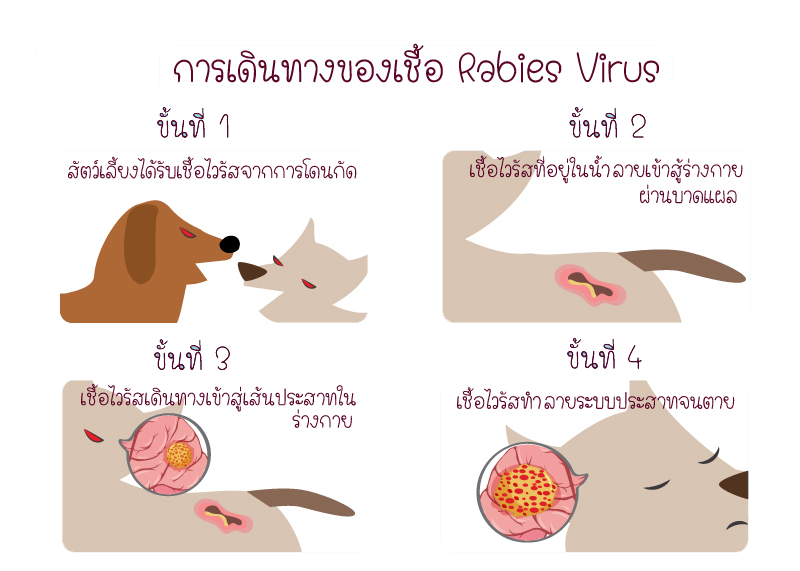 การเดินทางของเชื้อ Rabies Virus
ขั้นที่ 1
สัตว์เลี้ยงได้รับเชื้อไวรัสจากการโดนกัด
ขั้นที่ 2
เชื้อไวรัสที่อยู่ในน้ำลายเข้าสู้ร่างกาย
ผ่านบาดแผล
ขั้นที่ 3
เชื้อไวรัสเดินทางเข้าสู่เส้นประสาทใน
ร่างกาย
ขั้นที่ 4
เชื้อไวรัสทำลายระบบประสาทจนตาย